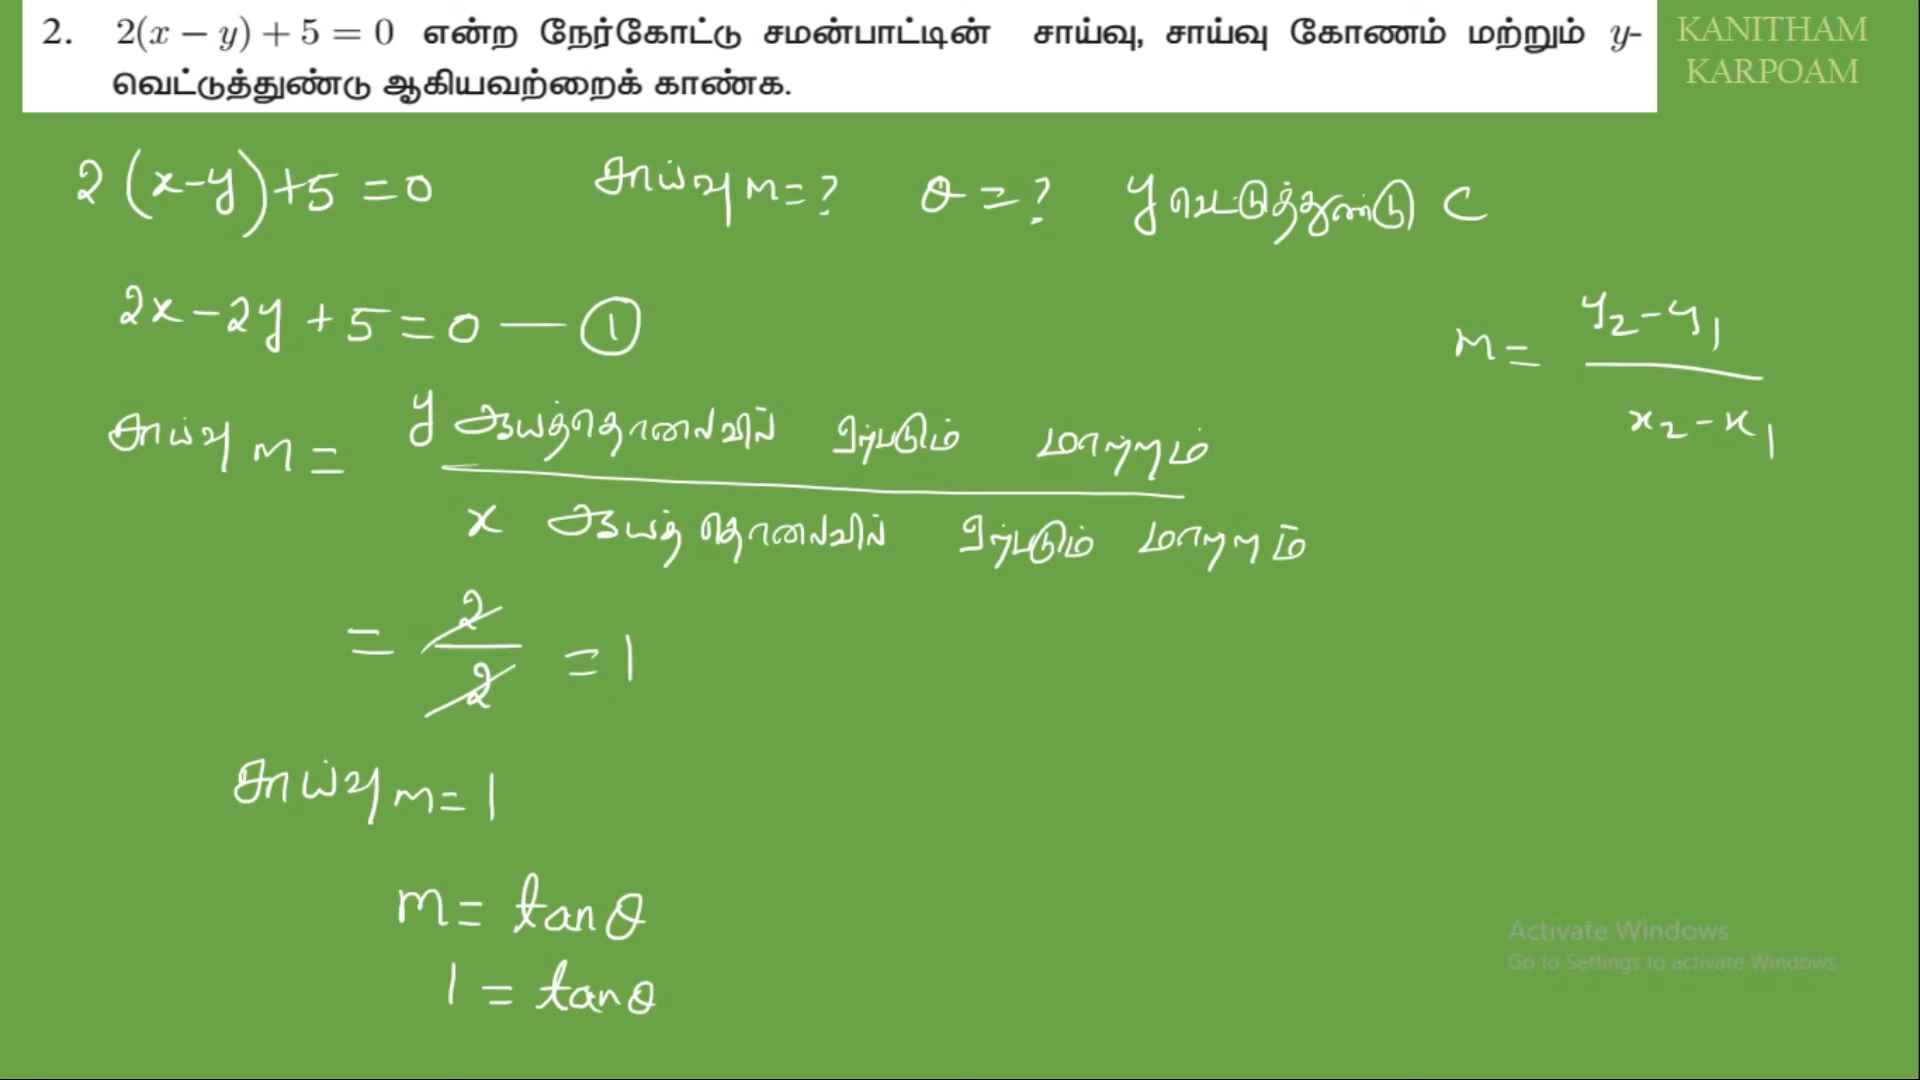 2. 2(x − y) + 5 = 0 என்ற நேர்கோட்டு சமன்பாட்டின் சாய்வு, சாய்வு கோணம் மற்றும் y-
வெட்டுத்துண்டு ஆகியவற்றைக் காண்க.
KANITHAM
KARPOAM
2(x-y)+5=0 சாய்வு m=? θ=? y வெட்டுத்துண்டு C
2x-2y+5=0 — ①
m = y₂-y₁ / x₂-x₁
சாய்வு m = y ஆயத்தொலைவில் ஏற்படும் மாற்றம்
x ஆயத்தொலைவில் ஏற்படும் மாற்றம்
= 2/2 = 1
சாய்வு m=1
m = tanθ
1 = tanθ
Activate Windows
Go to Settings to activate Windows.